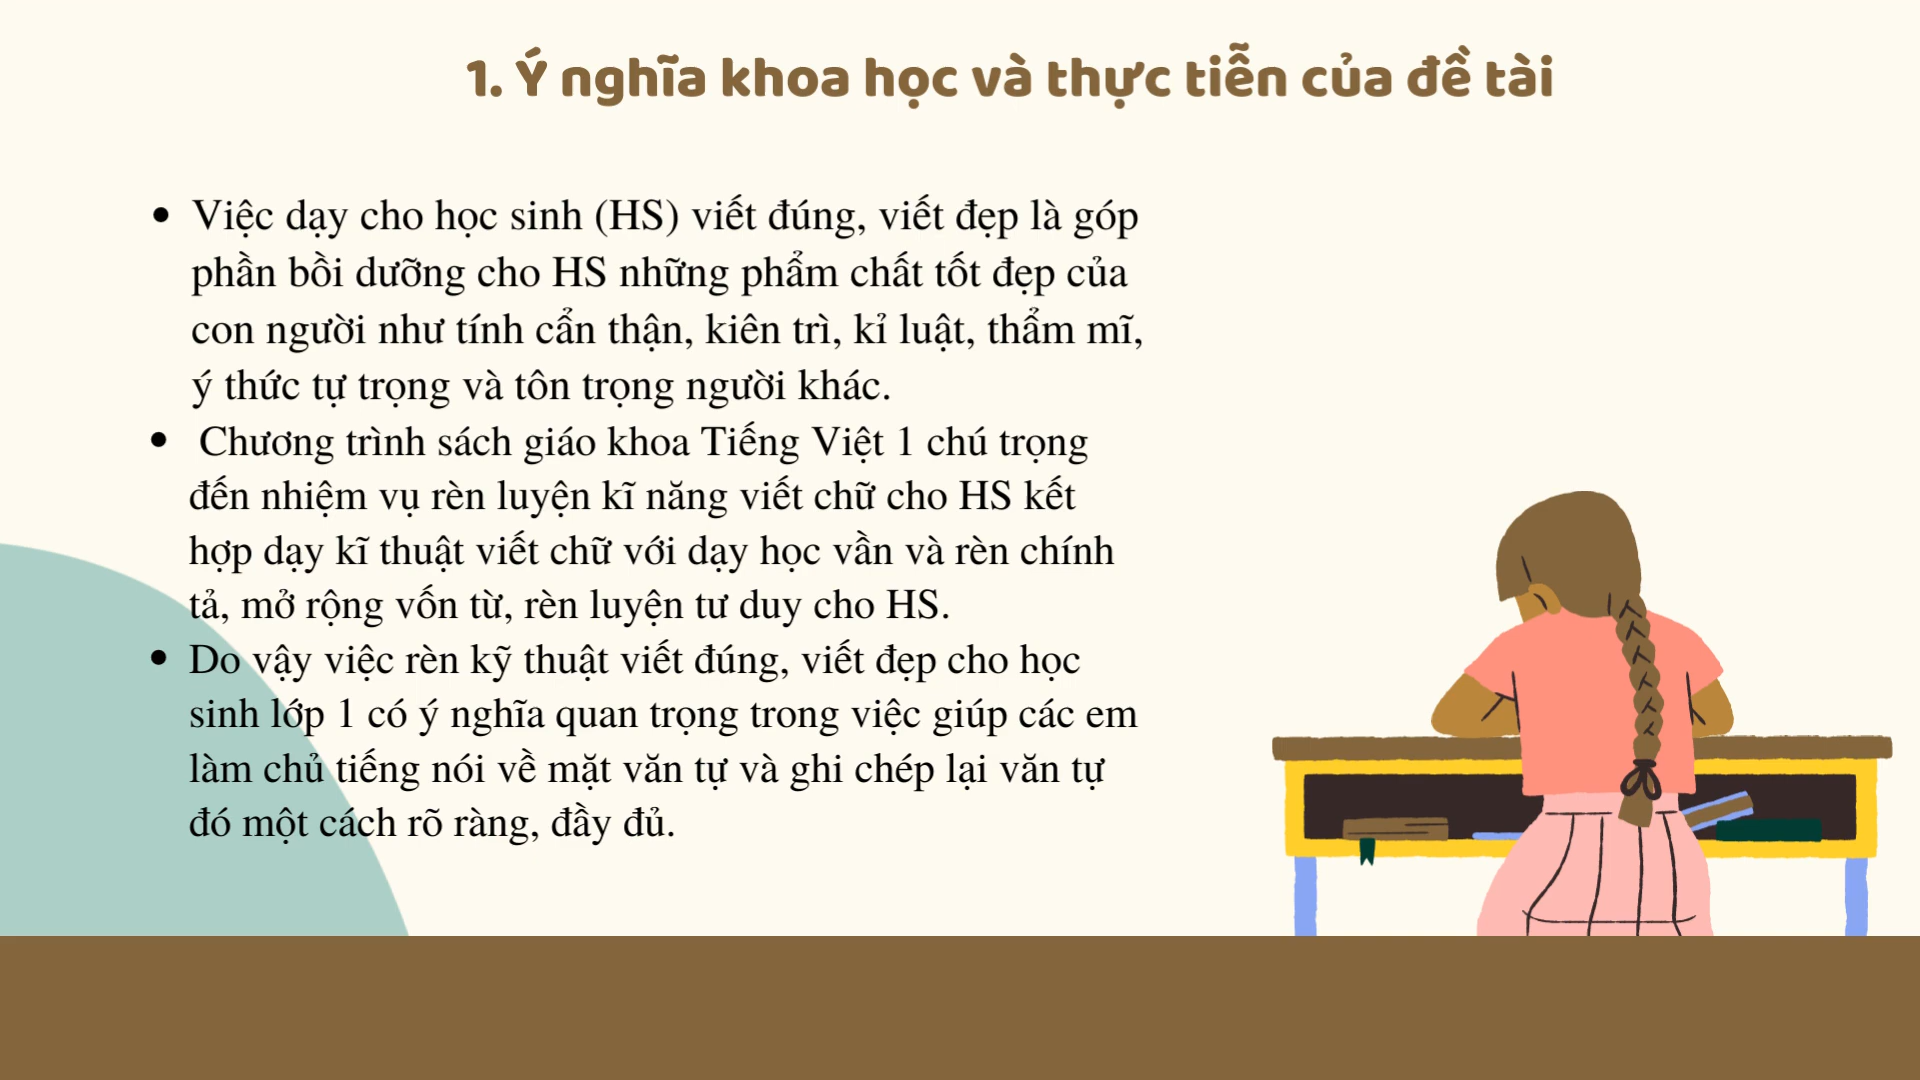 1. Ý nghĩa khoa học và thực tiễn của đề tài
• Việc dạy cho học sinh (HS) viết đúng, viết đẹp là góp
phần bồi dưỡng cho HS những phẩm chất tốt đẹp của
con người như tính cẩn thận, kiên trì, kỉ luật, thẩm mĩ,
ý thức tự trọng và tôn trọng người khác.
• Chương trình sách giáo khoa Tiếng Việt 1 chú trọng
đến nhiệm vụ rèn luyện kĩ năng viết chữ cho HS kết
hợp dạy kĩ thuật viết chữ với dạy học vần và rèn chính
tả, mở rộng vốn từ, rèn luyện tư duy cho HS.
• Do vậy việc rèn kỹ thuật viết đúng, viết đẹp cho học
sinh lớp 1 có ý nghĩa quan trọng trong việc giúp các em
làm chủ tiếng nói về mặt văn tự và ghi chép lại văn tự
đó một cách rõ ràng, đầy đủ.